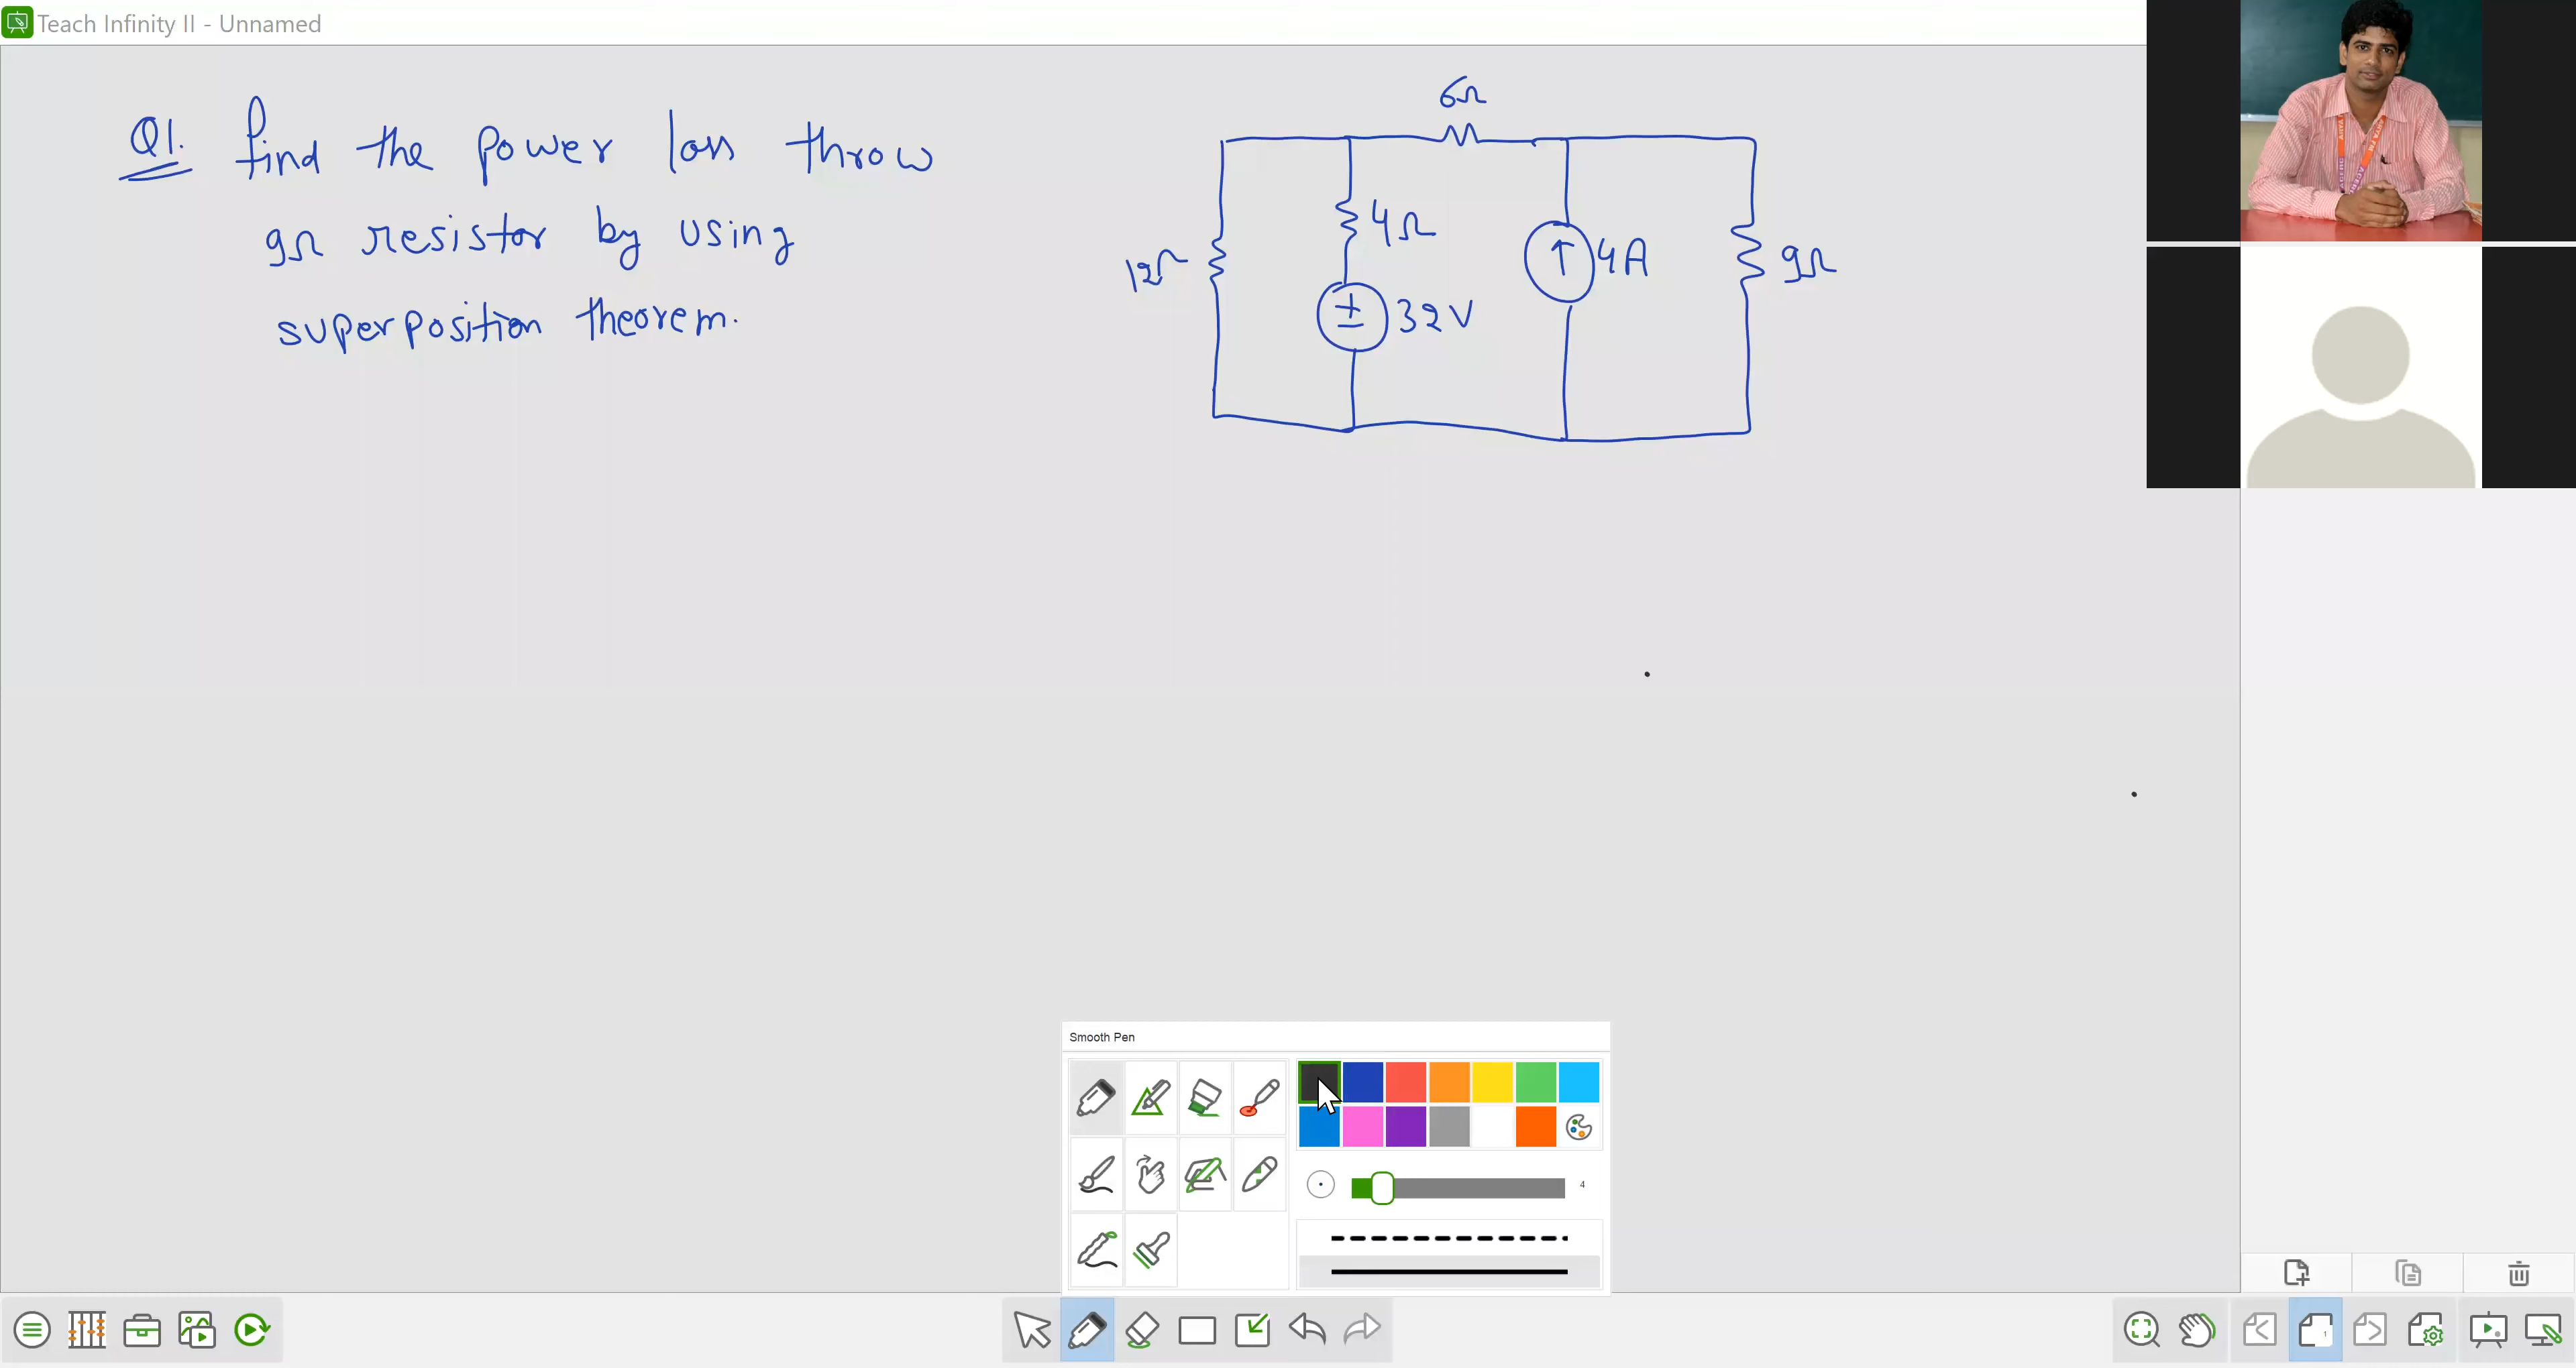 Teach Infinity II - Unnamed
Q1. find the power loss throw
9Ω resistor by using
superposition theorem.
6Ω
12Ω
4Ω
± 32V
↑ 4A
9Ω
Smooth Pen
4
1